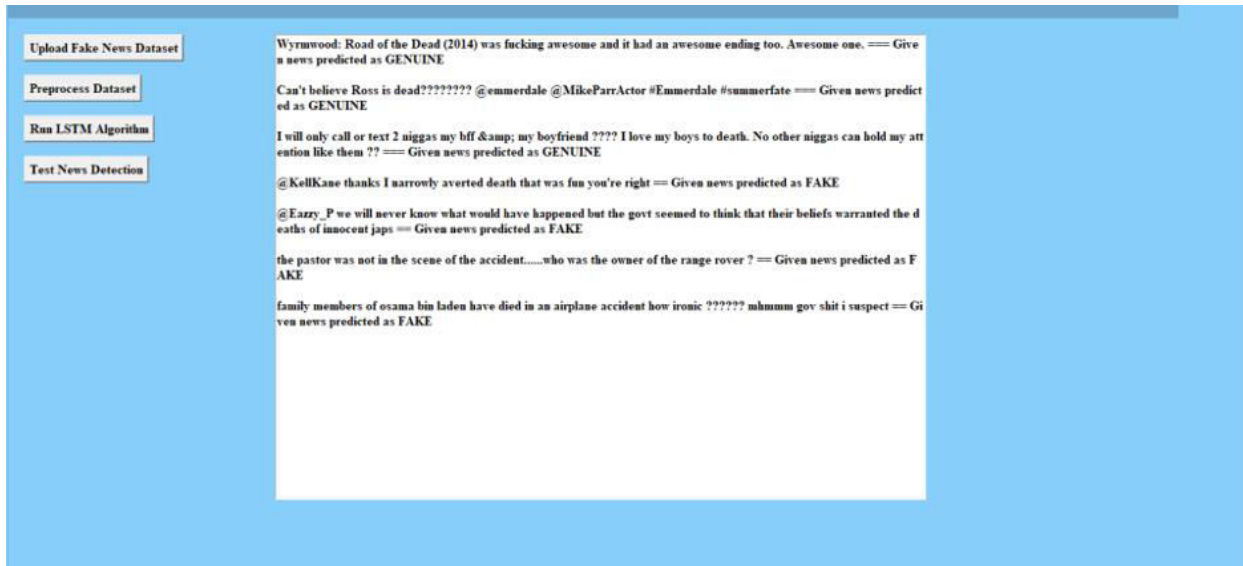 Upload Fake News Dataset
Preprocess Dataset
Run LSTM Algorithm
Test News Detection
Wyrmwood: Road of the Dead (2014) was fucking awesome and it had an awesome ending too. Awesome one. === Give
n news predicted as GENUINE
Can't believe Ross is dead???????? @emmerdale @MikeParrActor #Emmerdale #summerfate === Given news predict
ed as GENUINE
I will only call or text 2 niggas my bff &amp; my boyfriend ???? I love my boys to death. No other niggas can hold my att
ention like them ?? === Given news predicted as GENUINE
@KellKane thanks I narrowly averted death that was fun you're right == Given news predicted as FAKE
@Eazzy_P we will never know what would have happened but the govt seemed to think that their beliefs warranted the d
eaths of innocent japs == Given news predicted as FAKE
the pastor was not in the scene of the accident......who was the owner of the range rover ? == Given news predicted as F
AKE
family members of osama bin laden have died in an airplane accident how ironic ?????? mhmmm gov shit i suspect == Gi
ven news predicted as FAKE